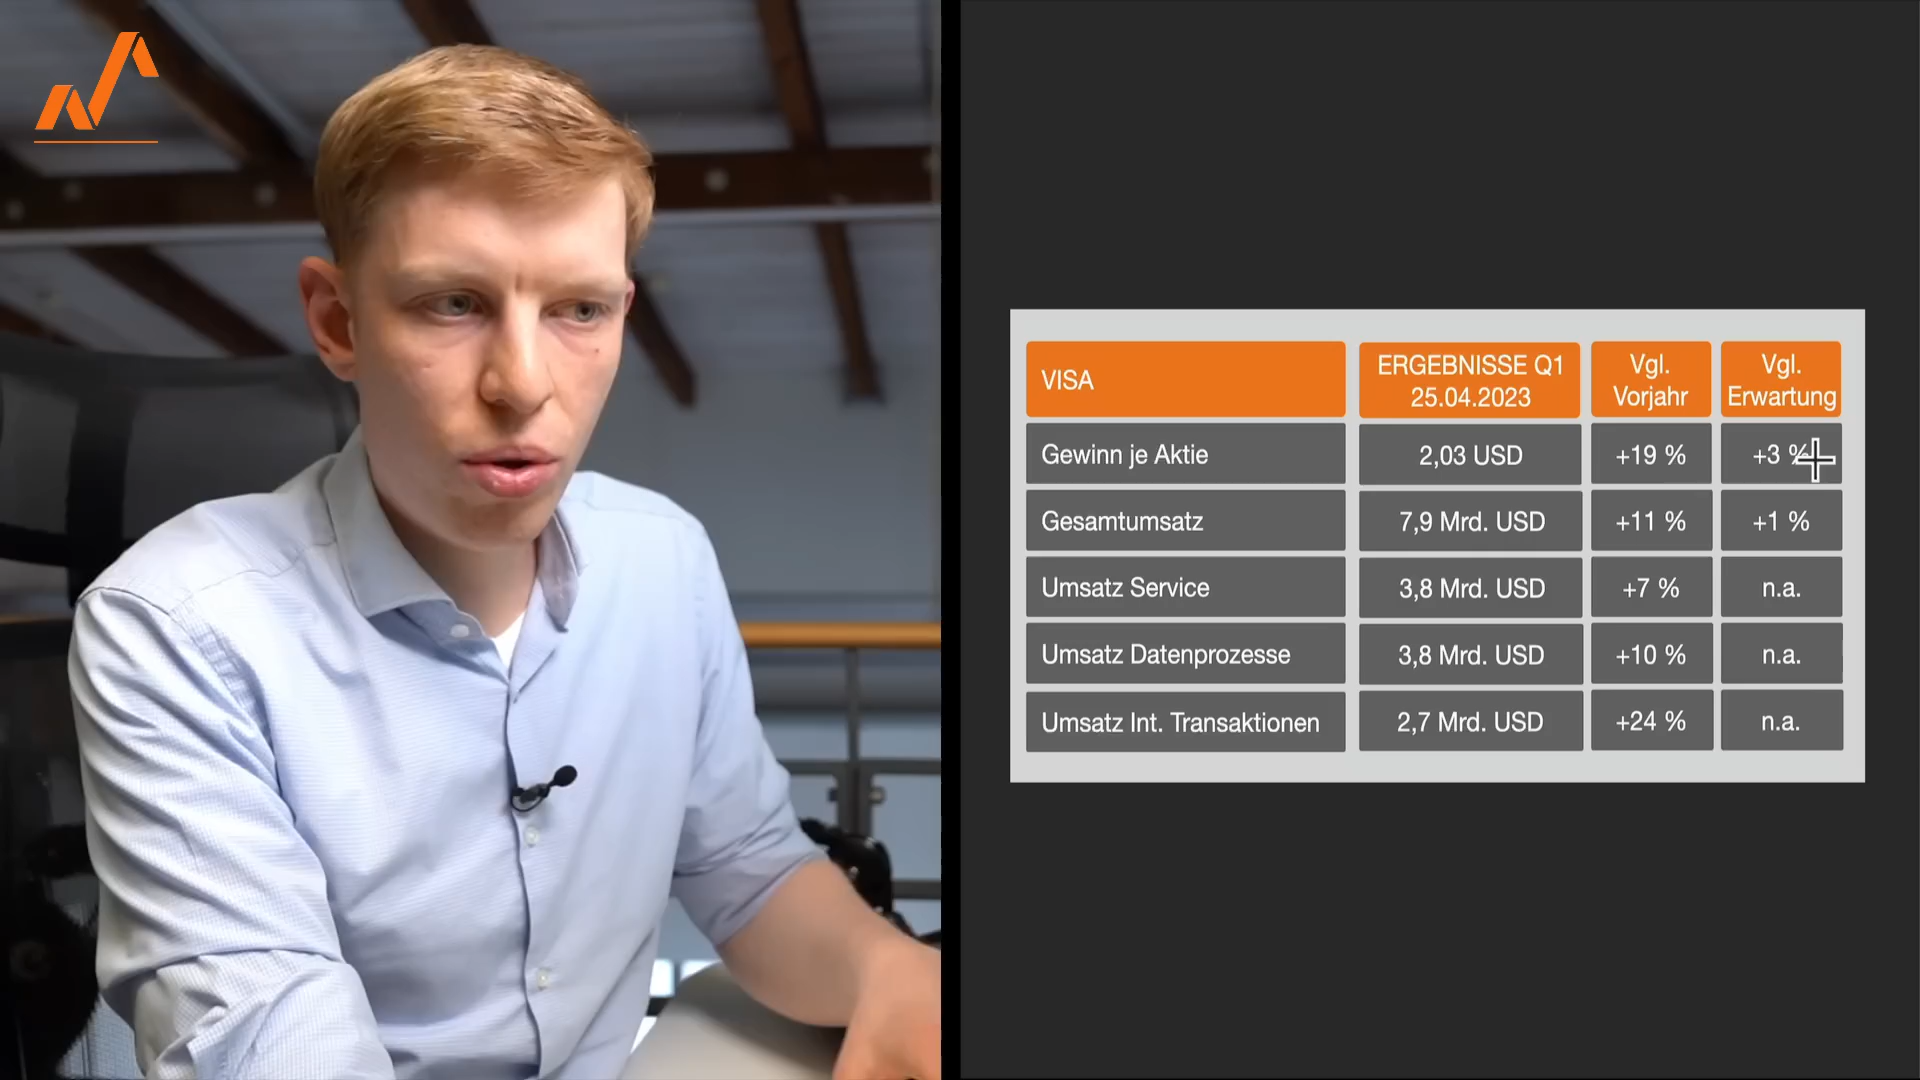 VISA
ERGEBNISSE Q1
25.04.2023
Vgl.
Vorjahr
Vgl.
Erwartung
Gewinn je Aktie 2,03 USD +19 % +3 %
Gesamtumsatz 7,9 Mrd. USD +11 % +1 %
Umsatz Service 3,8 Mrd. USD +7 % n.a.
Umsatz Datenprozesse 3,8 Mrd. USD +10 % n.a.
Umsatz Int. Transaktionen 2,7 Mrd. USD +24 % n.a.